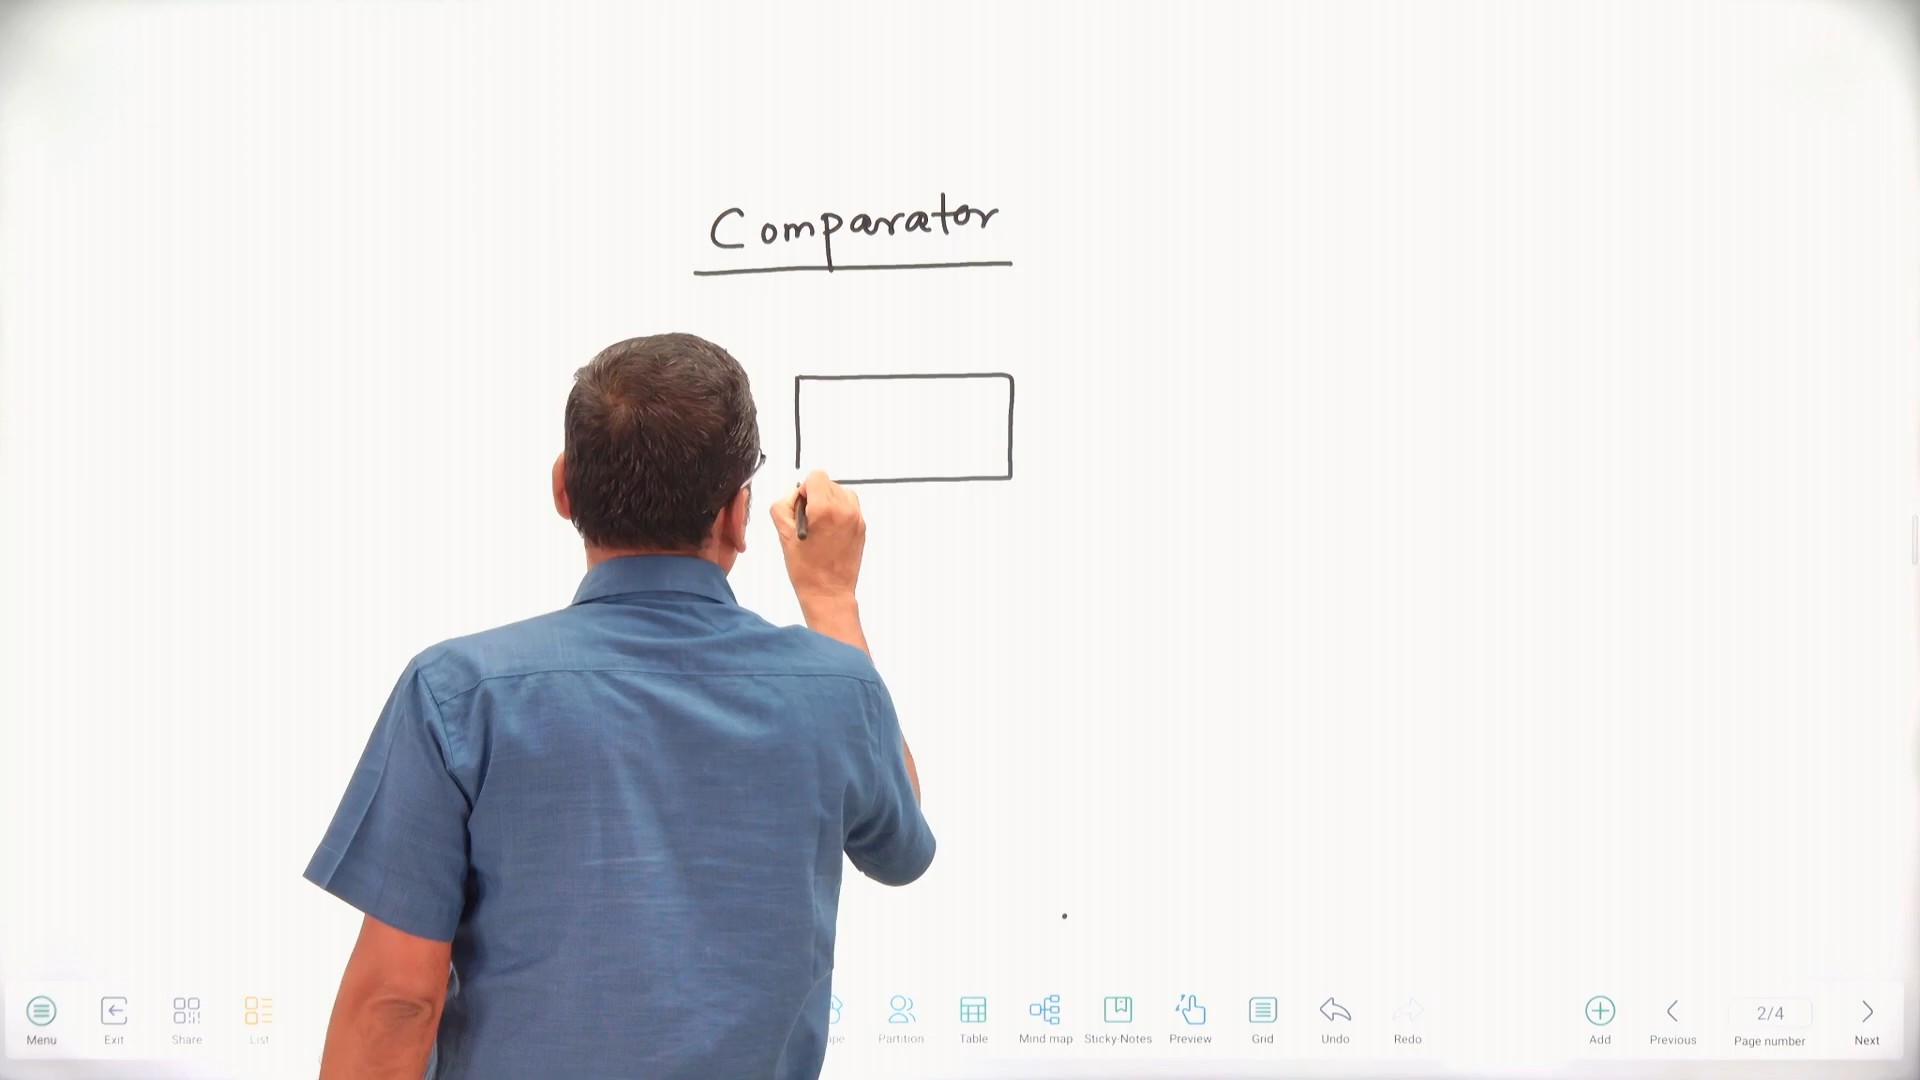 Comparator
Menu Exit Share List Partition Table Mind map Sticky-Notes Preview Grid Undo Redo Add Previous 2/4 Page number Next